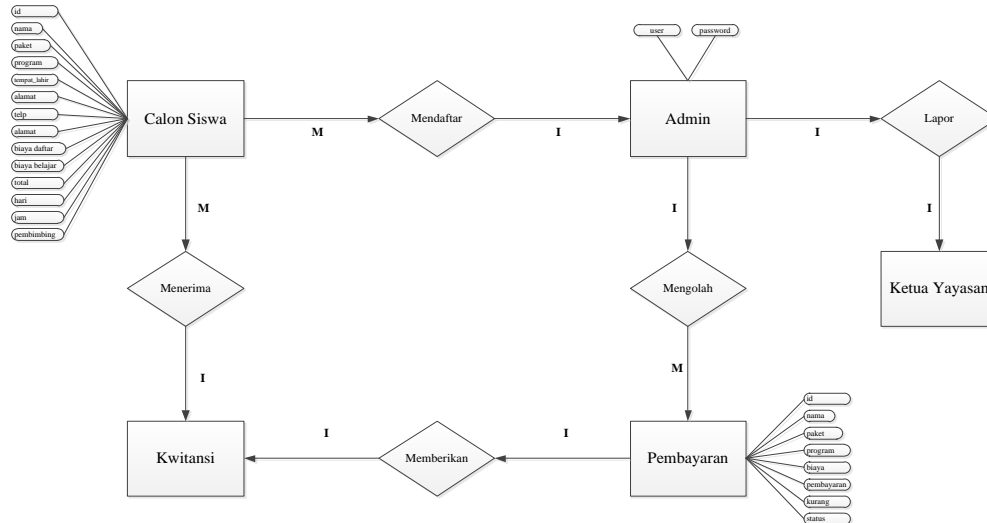 id
nama
paket
program
tempat_lahir
alamat
telp
alamat
biaya daftar
biaya belajar
total
hari
jam
pembimbing
Calon Siswa
M
Mendaftar
I
user
password
Admin
I
Lapor
M
I
I
Menerima
Mengolah
Ketua Yayasan
I
M
Kwitansi
I
Memberikan
I
Pembayaran
id
nama
paket
program
biaya
pembayaran
kurang
status